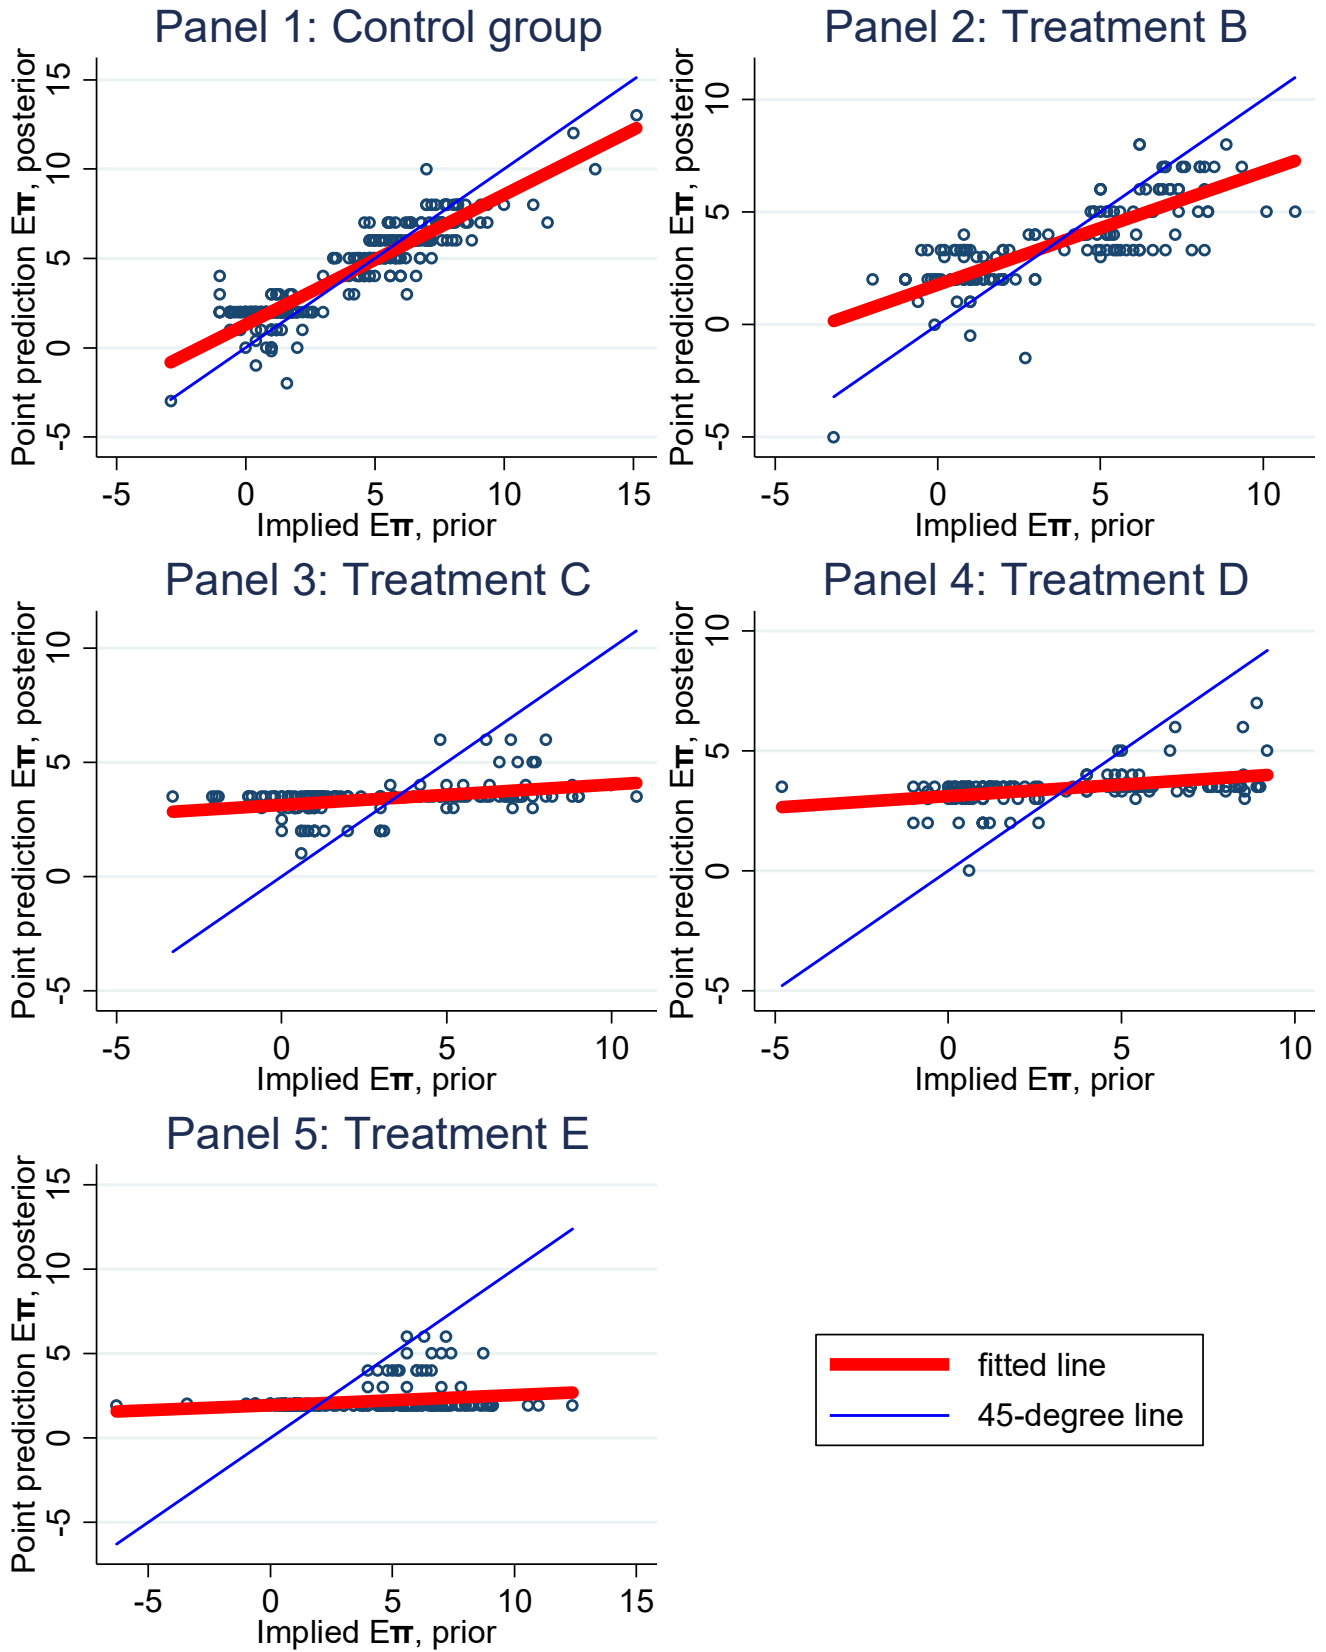 Panel 1: Control group
Point prediction Eπ, posterior
15
10
5
0
-5
-5 0 5 10 15
Implied Eπ, prior
Panel 2: Treatment B
Point prediction Eπ, posterior
10
5
0
-5
-5 0 5 10
Implied Eπ, prior
Panel 3: Treatment C
Point prediction Eπ, posterior
10
5
0
-5
-5 0 5 10
Implied Eπ, prior
Panel 4: Treatment D
Point prediction Eπ, posterior
10
5
0
-5
-5 0 5 10
Implied Eπ, prior
Panel 5: Treatment E
Point prediction Eπ, posterior
15
10
5
0
-5
-5 0 5 10 15
Implied Eπ, prior
fitted line
45-degree line